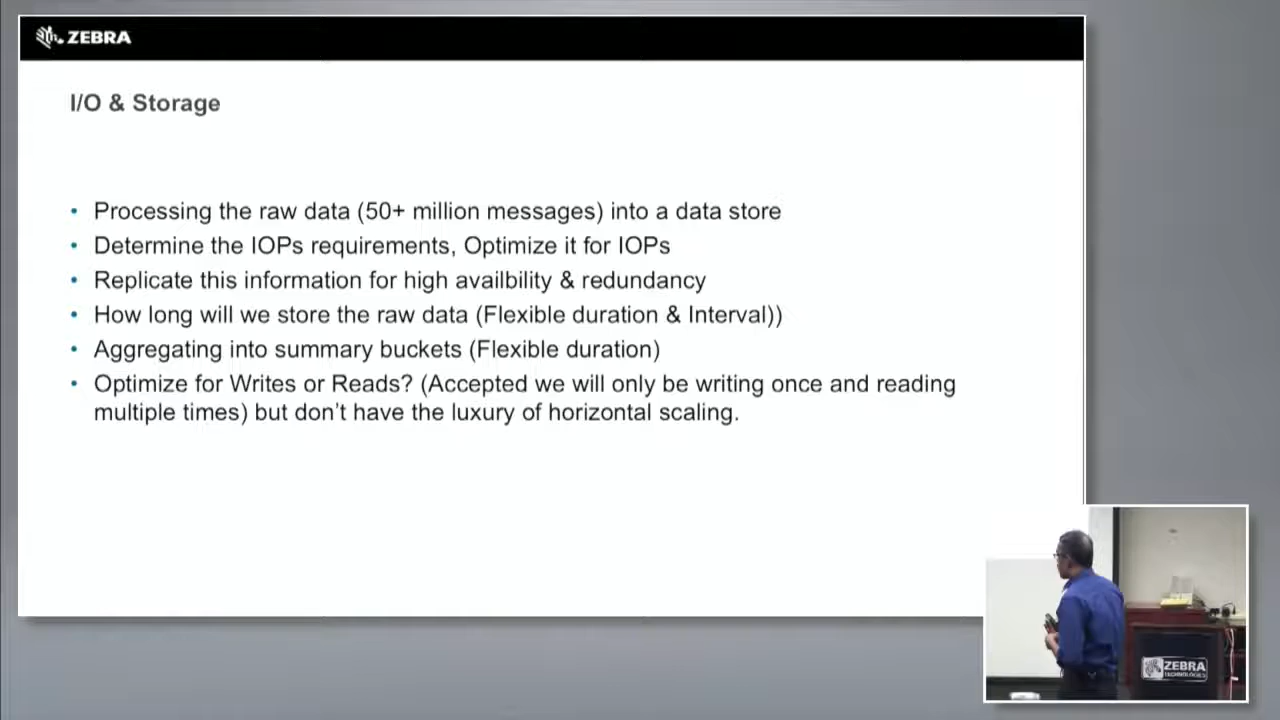 ZEBRA
I/O & Storage
• Processing the raw data (50+ million messages) into a data store
• Determine the IOPs requirements, Optimize it for IOPs
• Replicate this information for high availbility & redundancy
• How long will we store the raw data (Flexible duration & Interval))
• Aggregating into summary buckets (Flexible duration)
• Optimize for Writes or Reads? (Accepted we will only be writing once and reading
multiple times) but don’t have the luxury of horizontal scaling.
ZEBRA
TECHNOLOGIES